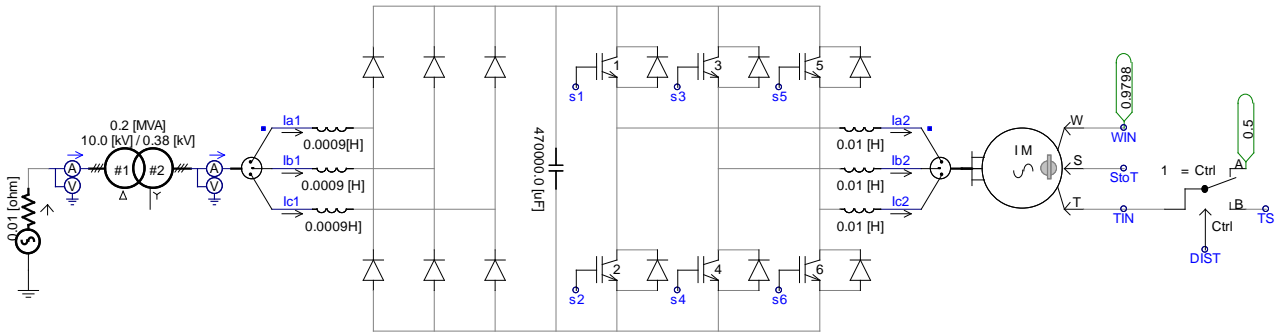 0.01 [ohm]
A
V
0.2 [MVA]
10.0 [kV] / 0.38 [kV]
#1
#2
A
V
Ia1
0.0009[H]
Ib1
0.0009 [H]
Ic1
0.0009H]
470000.0 [uF]
1
s1
3
s3
5
s5
2
s2
4
s4
6
s6
Ia2
0.01 [H]
Ib2
0.01 [H]
Ic2
0.01 [H]
I M
W
S
T
0.9798
WIN
StoT
TIN
0.5
1 = Ctrl
A
B
Ctrl
TS
DIST